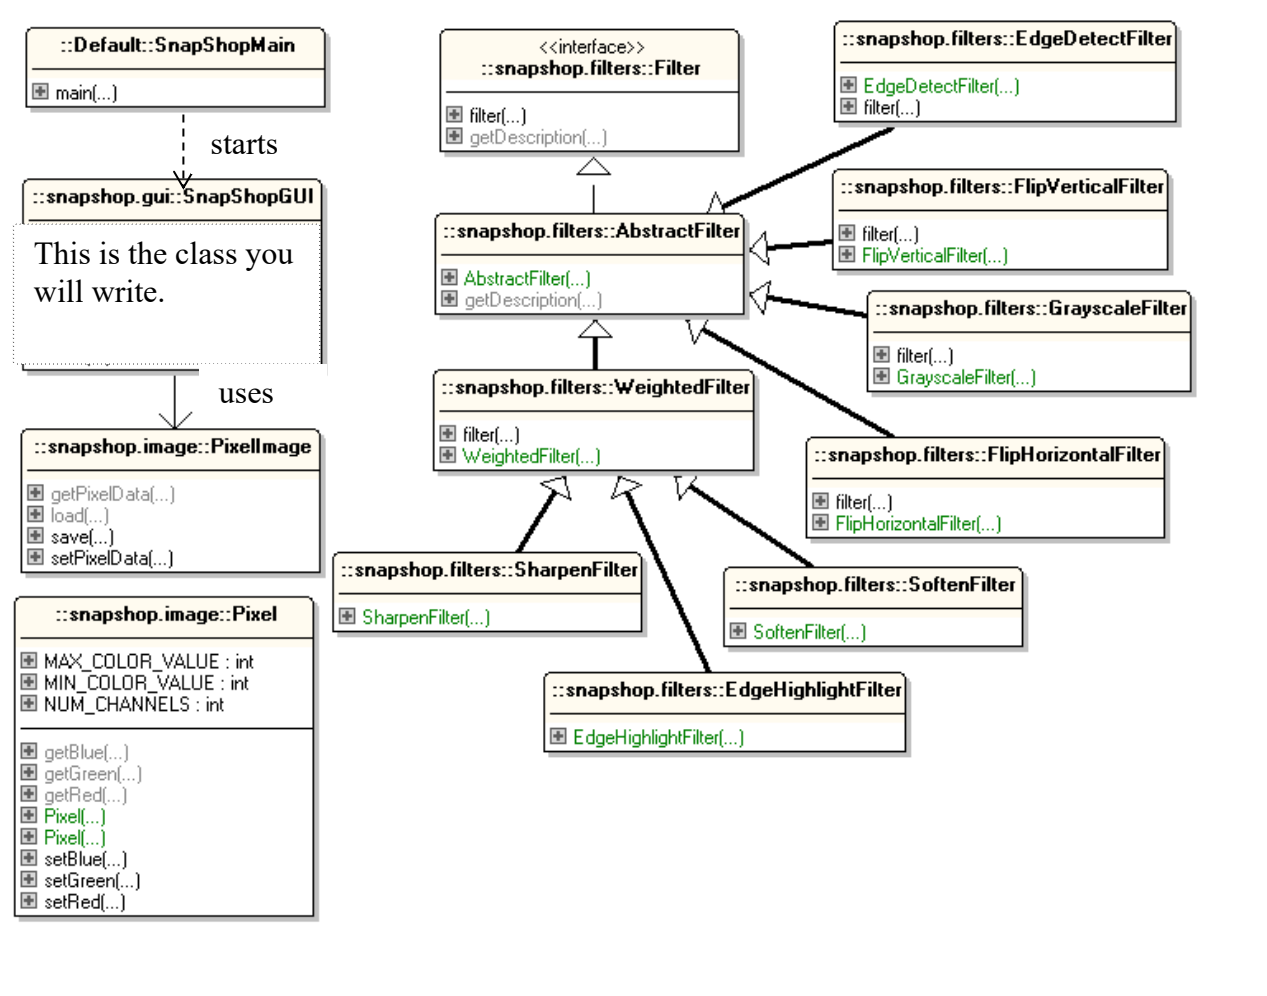 ::Default::SnapShopMain
main(...)
starts
::snapshop.gui::SnapShopGUI
This is the class you
will write.
uses
::snapshop.image::PixelImage
getPixelData(...)
load(...)
save(...)
setPixelData(...)
::snapshop.image::Pixel
MAX_COLOR_VALUE : int
MIN_COLOR_VALUE : int
NUM_CHANNELS : int
getBlue(...)
getGreen(...)
getRed(...)
Pixel(...)
Pixel(...)
setBlue(...)
setGreen(...)
setRed(...)
<<interface>>
::snapshop.filters::Filter
filter(...)
getDescription(...)
::snapshop.filters::AbstractFilter
AbstractFilter(...)
getDescription(...)
::snapshop.filters::WeightedFilter
filter(...)
WeightedFilter(...)
::snapshop.filters::SharpenFilter
SharpenFilter(...)
::snapshop.filters::EdgeHighlightFilter
EdgeHighlightFilter(...)
::snapshop.filters::SoftenFilter
SoftenFilter(...)
::snapshop.filters::EdgeDetectFilter
EdgeDetectFilter(...)
filter(...)
::snapshop.filters::FlipVerticalFilter
filter(...)
FlipVerticalFilter(...)
::snapshop.filters::GrayscaleFilter
filter(...)
GrayscaleFilter(...)
::snapshop.filters::FlipHorizontalFilter
filter(...)
FlipHorizontalFilter(...)